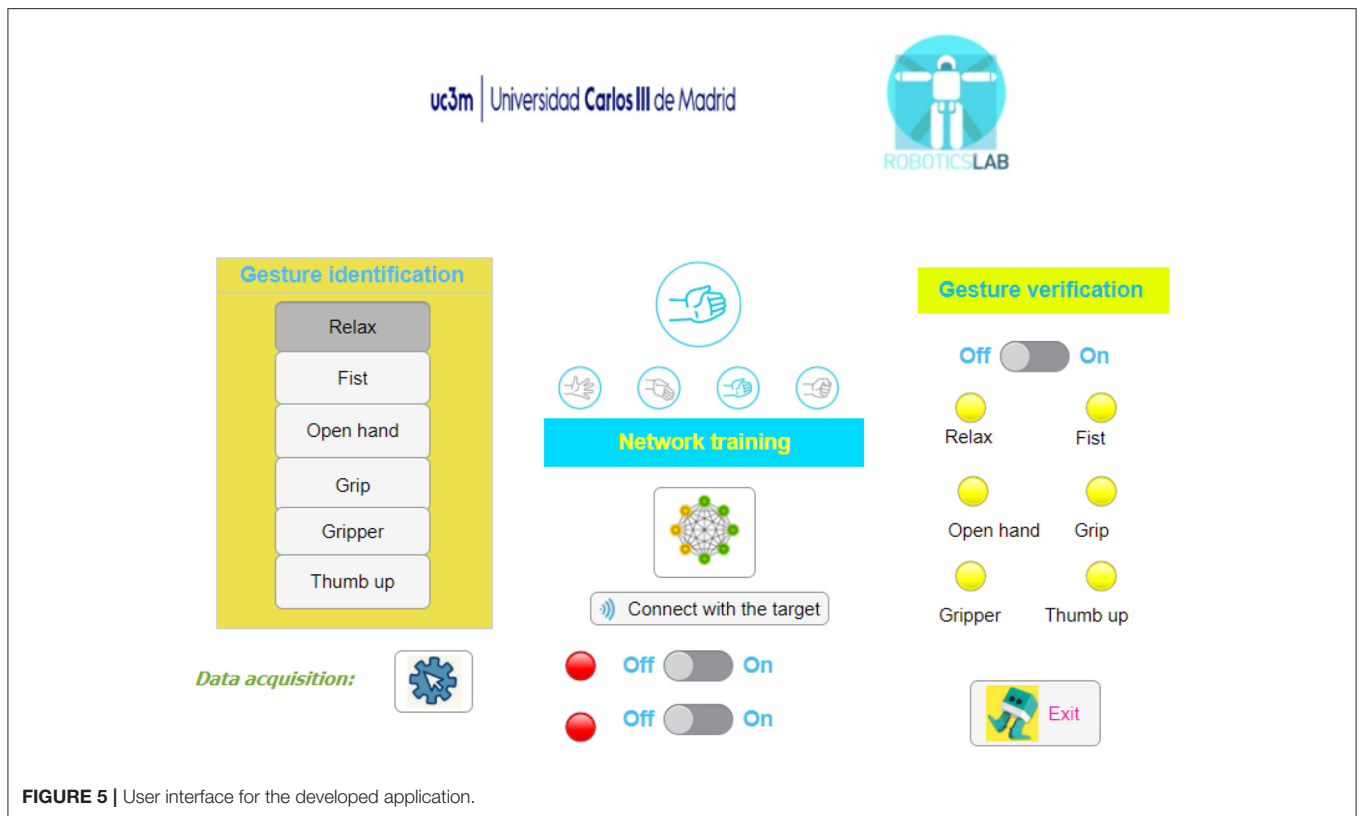 uc3m | Universidad Carlos III de Madrid
ROBOTICSLAB
Gesture identification
Relax
Fist
Open hand
Grip
Gripper
Thumb up
Data acquisition:
Network training
Connect with the target
Off On
Off On
Gesture verification
Off On
Relax Fist
Open hand Grip
Gripper Thumb up
Exit
FIGURE 5 | User interface for the developed application.